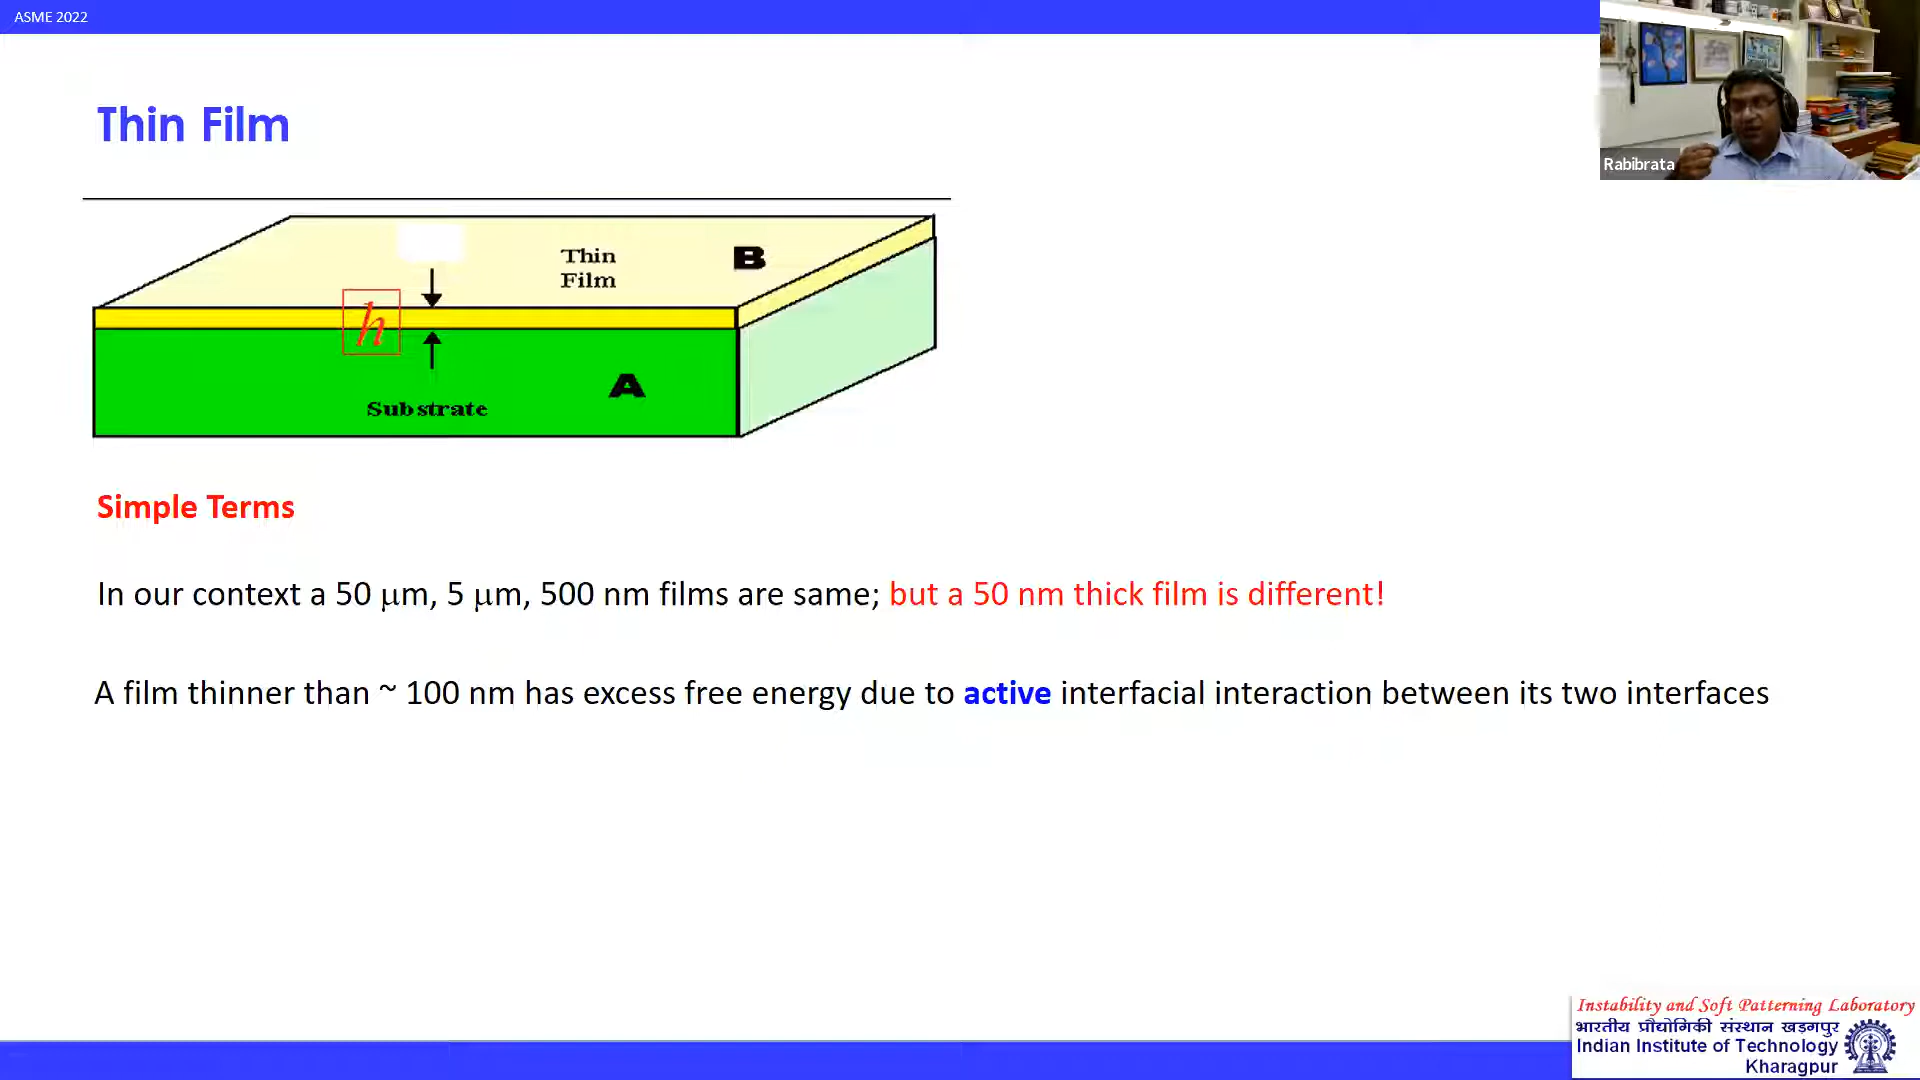 ASME 2022
Rabibrata
Thin Film
Thin
Film
B
h
A
Substrate
Simple Terms
In our context a 50 μm, 5 μm, 500 nm films are same; but a 50 nm thick film is different!
A film thinner than ~ 100 nm has excess free energy due to active interfacial interaction between its two interfaces
Instability and Soft Patterning Laboratory
भारतीय प्रौद्योगिकी संस्थान खड़गपुर
Indian Institute of Technology
Kharagpur